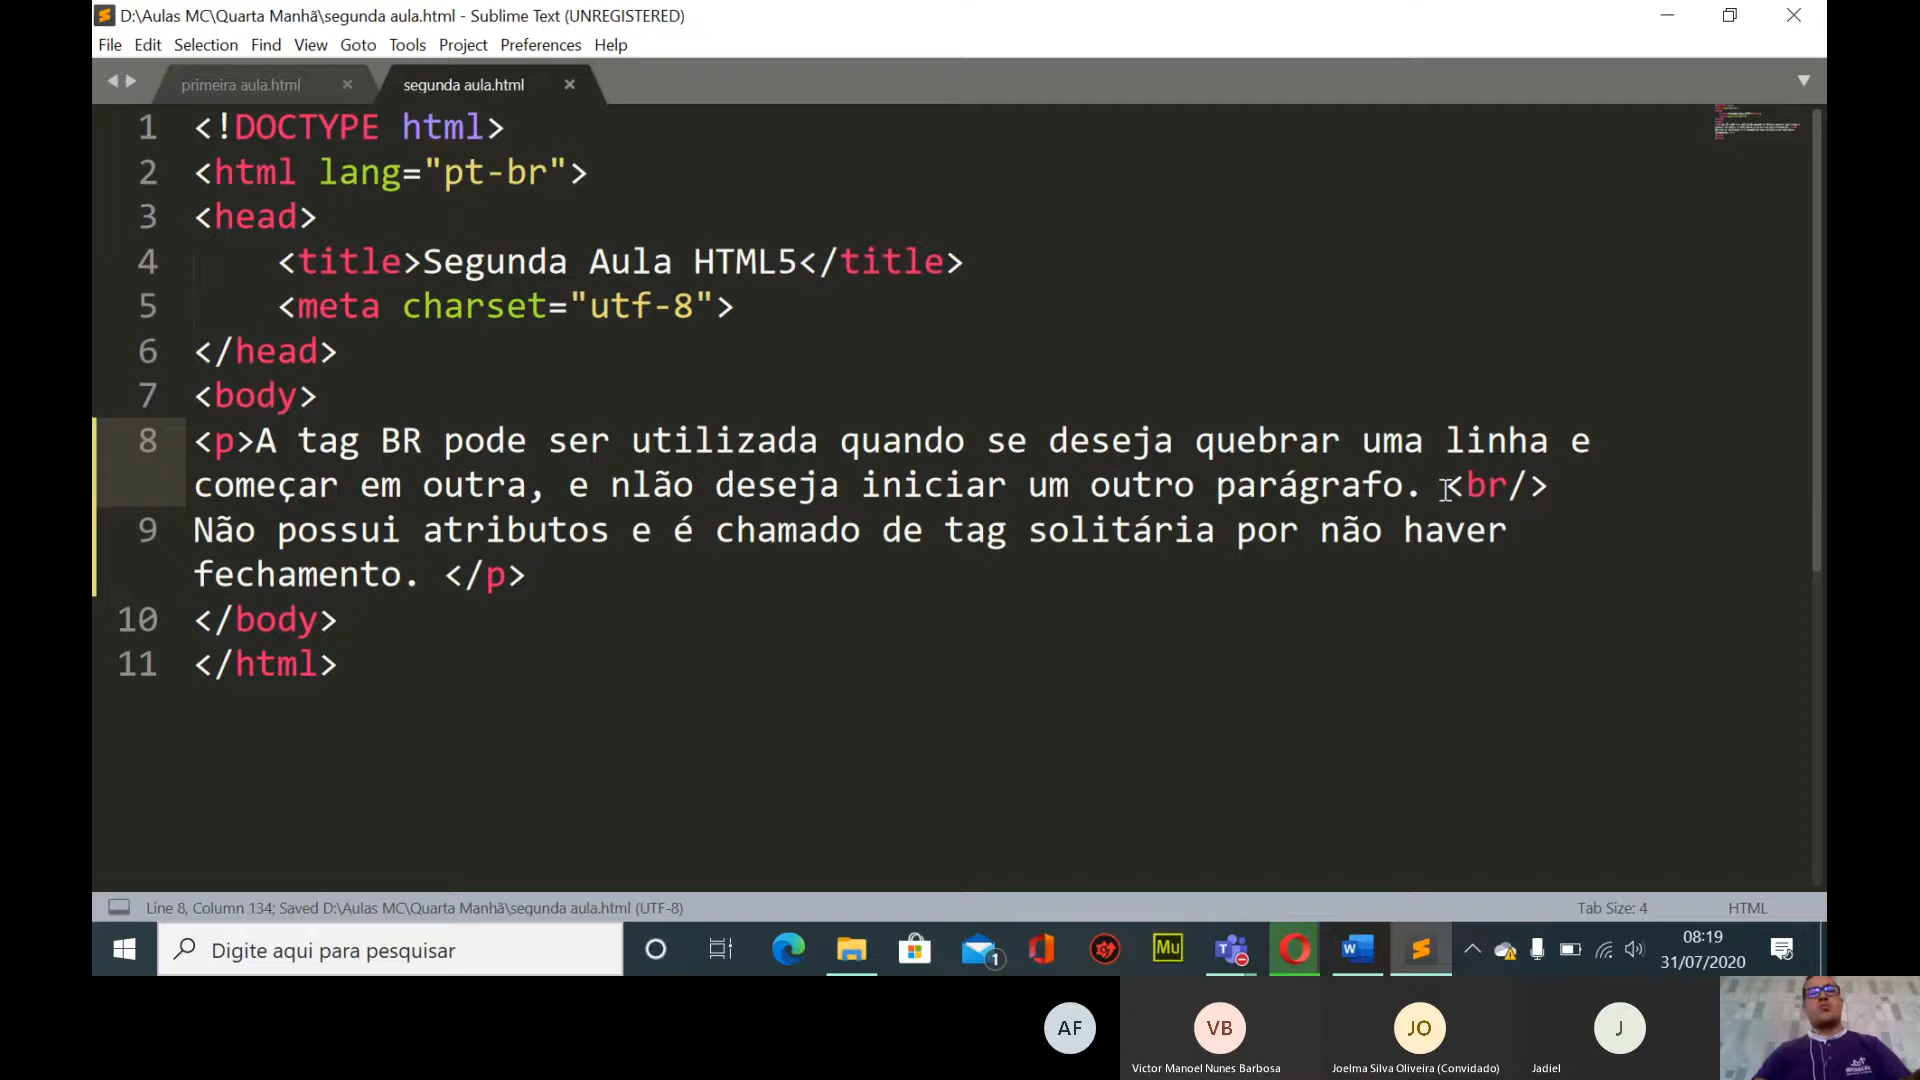 D:\Aulas MC\Quarta Manhã\segunda aula.html - Sublime Text (UNREGISTERED)
File Edit Selection Find View Goto Tools Project Preferences Help
primeira aula.html segunda aula.html
1 <!DOCTYPE html>
2 <html lang="pt-br">
3 <head>
4 <title>Segunda Aula HTML5</title>
5 <meta charset="utf-8">
6 </head>
7 <body>
8 <p>A tag BR pode ser utilizada quando se deseja quebrar uma linha e
começar em outra, e nlão deseja iniciar um outro parágrafo. <br/>
9 Não possui atributos e é chamado de tag solitária por não haver
fechamento. </p>
10 </body>
11 </html>
Line 8, Column 134; Saved D:\Aulas MC\Quarta Manhã\segunda aula.html (UTF-8) Tab Size: 4 HTML
Digite aqui para pesquisar 1 Mu 08:19
31/07/2020
AF VB JO J
Victor Manoel Nunes Barbosa Joelma Silva Oliveira (Convidado) Jadiel